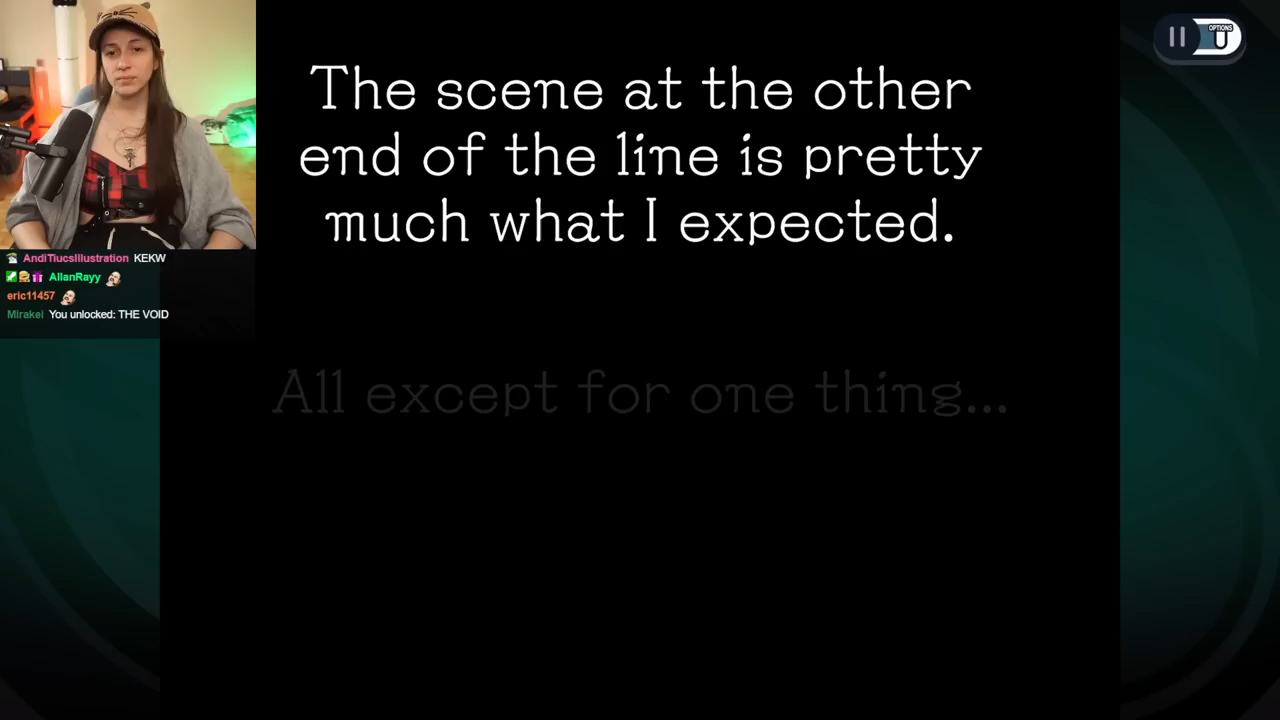 OPTIONS
The scene at the other
end of the line is pretty
much what I expected.
AndiTiucsIllustration KEKW
AllanRayy
eric11457
Mirakei You unlocked: THE VOID
All except for one thing...